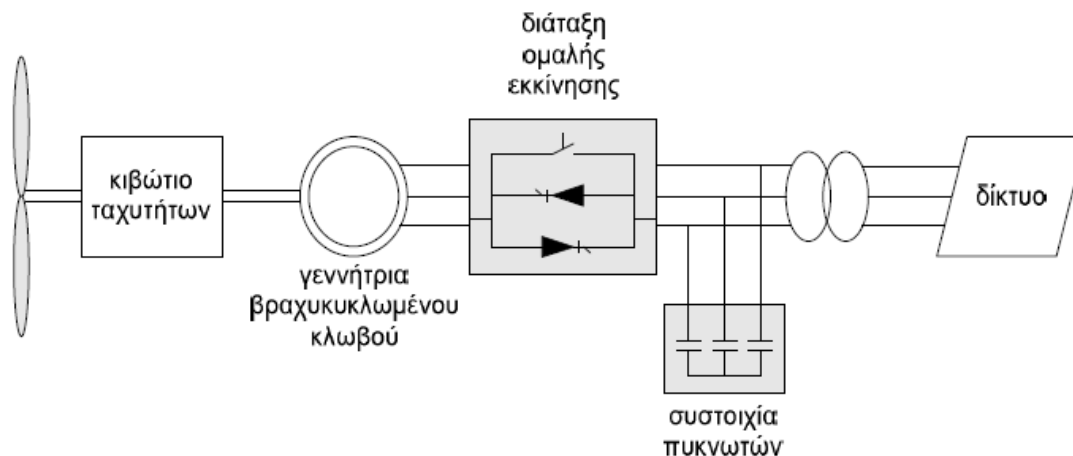 διάταξη
ομαλής
εκκίνησης
κιβώτιο
ταχυτήτων
γεννήτρια
βραχυκυκλωμένου
κλωβού
δίκτυο
συστοιχία
πυκνωτών